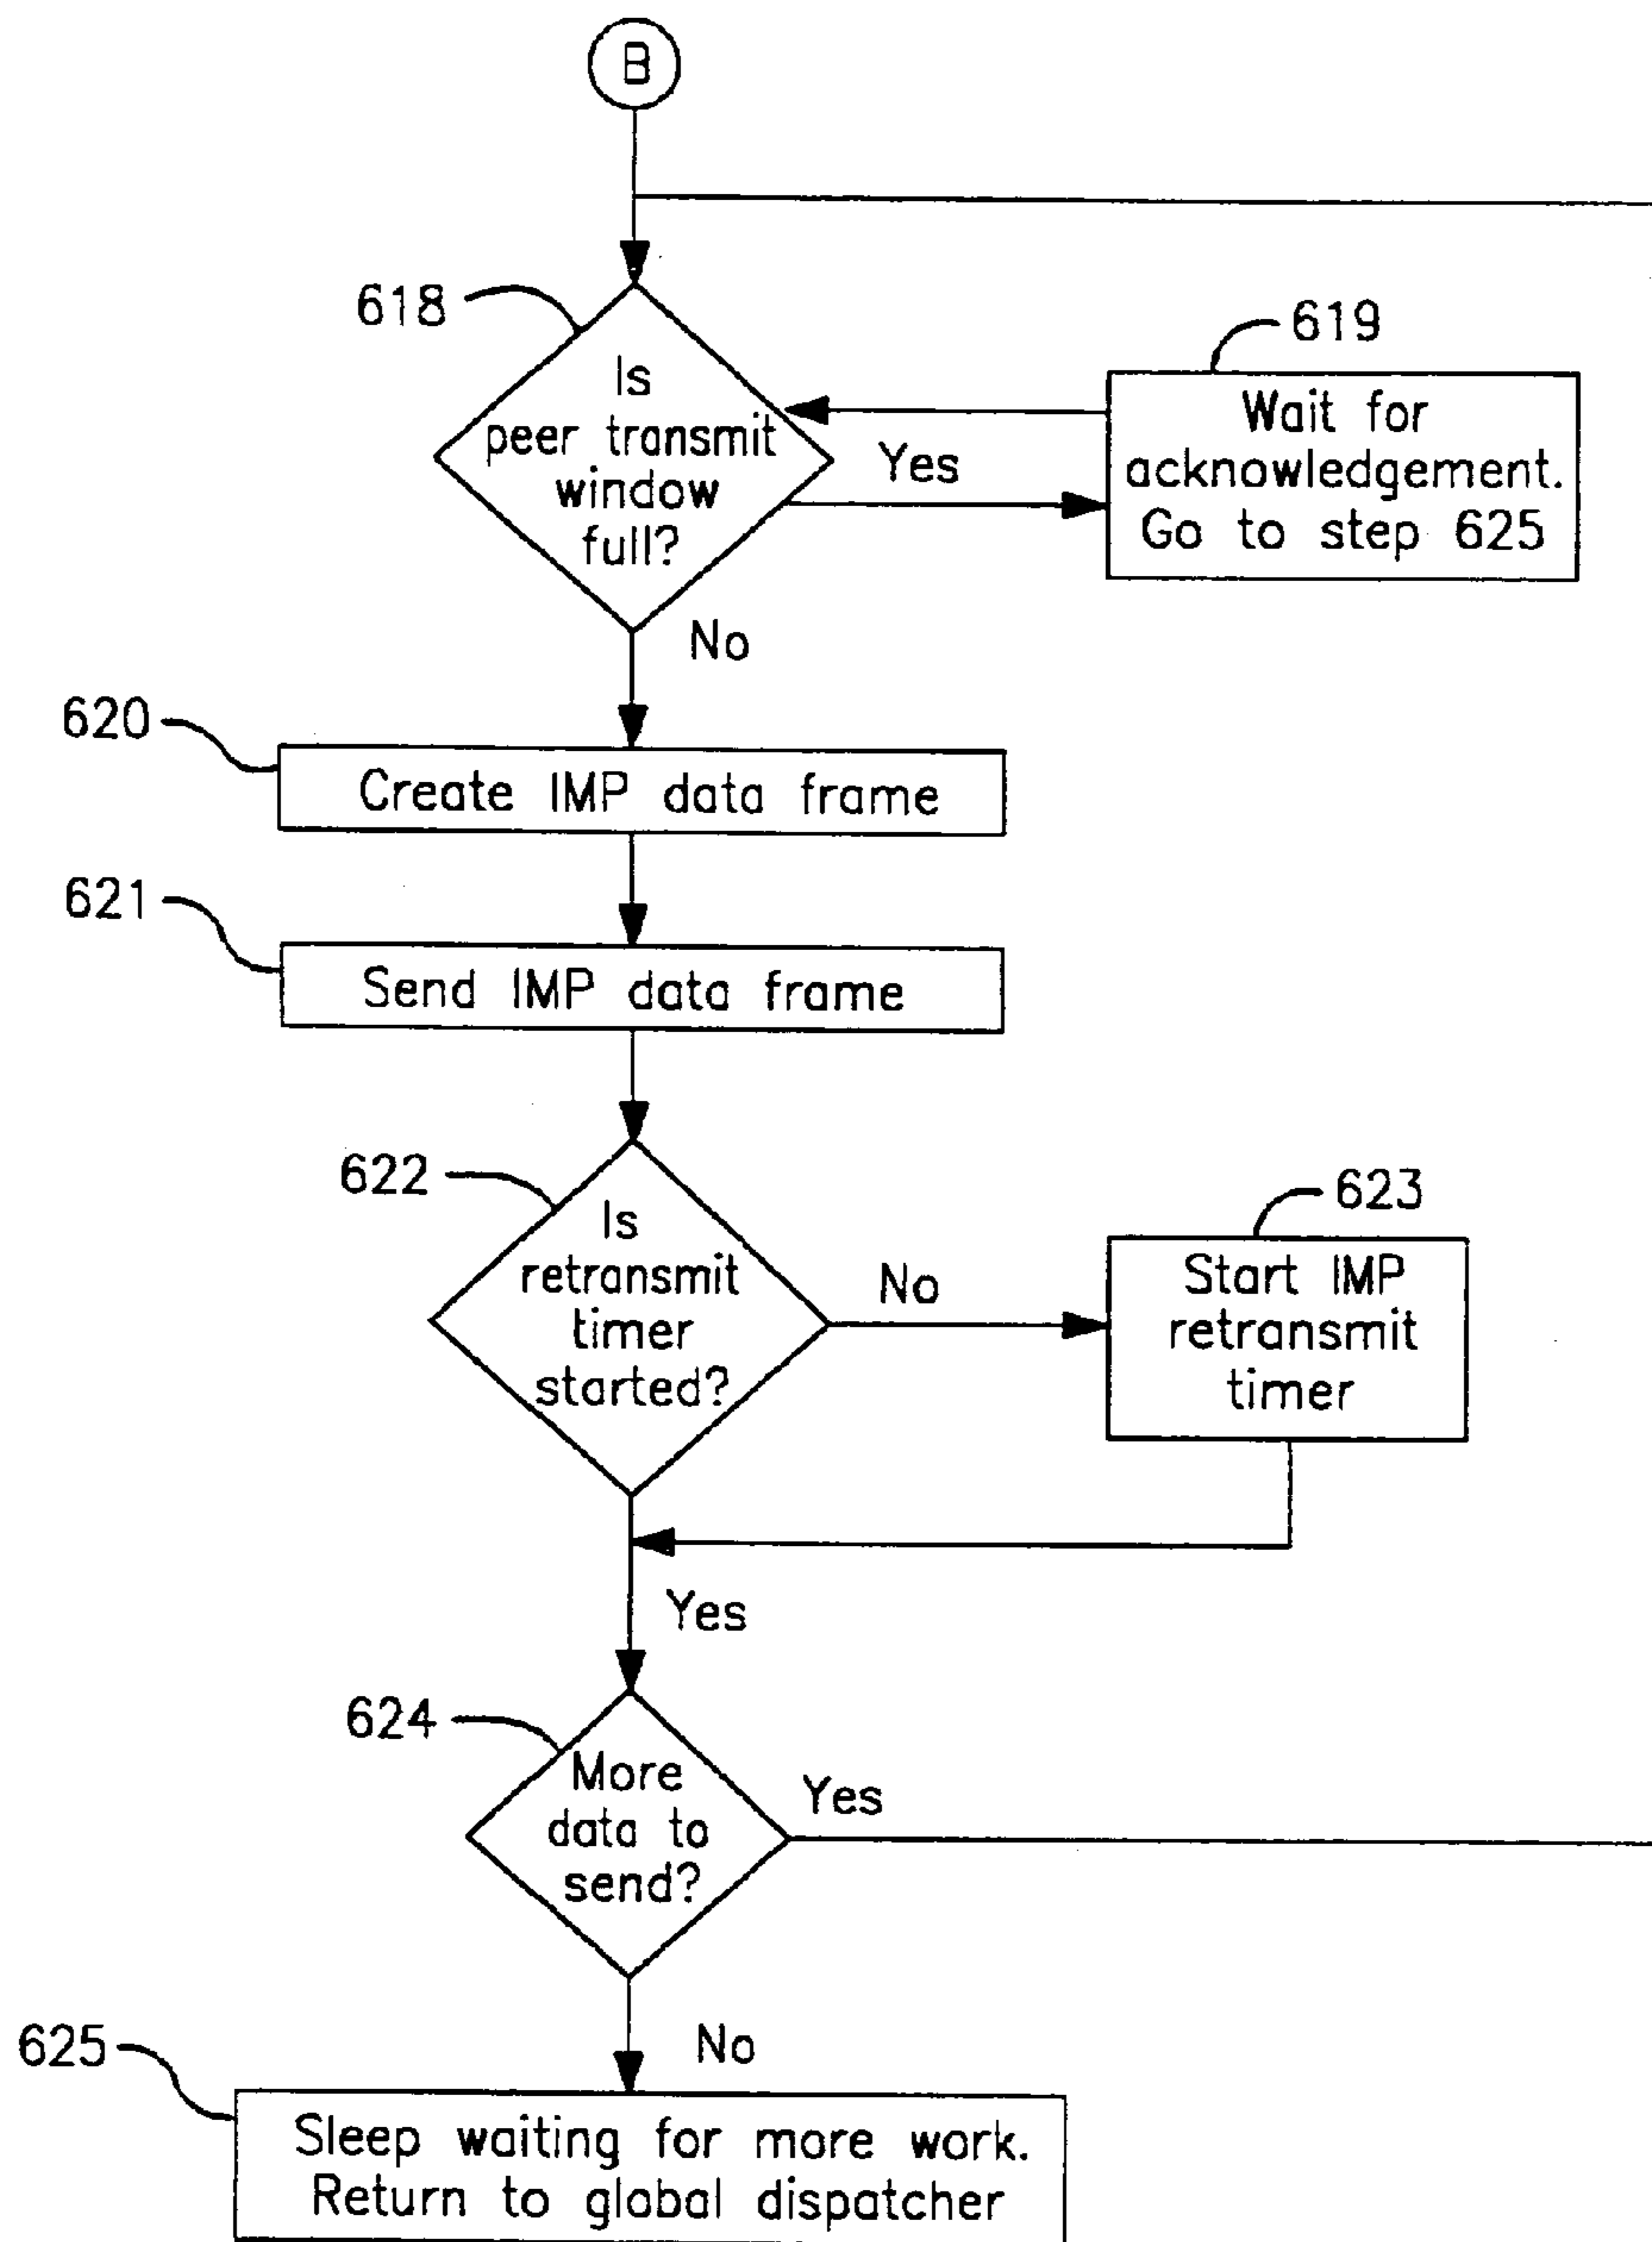 B
618
Is
peer transmit
window
full?
Yes
619
Wait for
acknowledgement.
Go to step 625
No
620
Create IMP data frame
621
Send IMP data frame
622
Is
retransmit
timer
started?
No
623
Start IMP
retransmit
timer
Yes
624
More
data to
send?
Yes
No
625
Sleep waiting for more work.
Return to global dispatcher